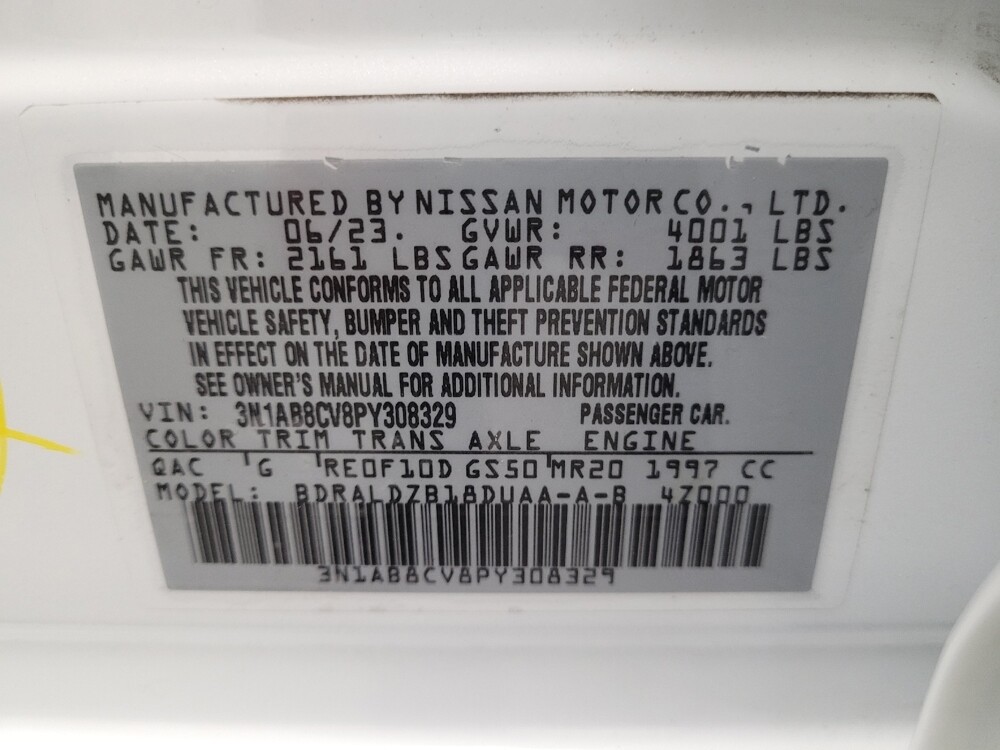 MANUFACTURED BY NISSAN MOTOR CO., LTD.
DATE: 06/23. GVWR: 4001 LBS
GAWR FR: 2161 LBS GAWR RR: 1863 LBS
THIS VEHICLE CONFORMS TO ALL APPLICABLE FEDERAL MOTOR
VEHICLE SAFETY, BUMPER AND THEFT PREVENTION STANDARDS
IN EFFECT ON THE DATE OF MANUFACTURE SHOWN ABOVE.
SEE OWNER'S MANUAL FOR ADDITIONAL INFORMATION.
VIN: 3N1AB8CV8PY308329 PASSENGER CAR.
COLOR TRIM TRANS AXLE ENGINE
QAC G RE0F10D GS50 MR20 1997 CC
MODEL: BDRALDZB18DUAA-A-B 4Z000
3N1AB8CV8PY308329